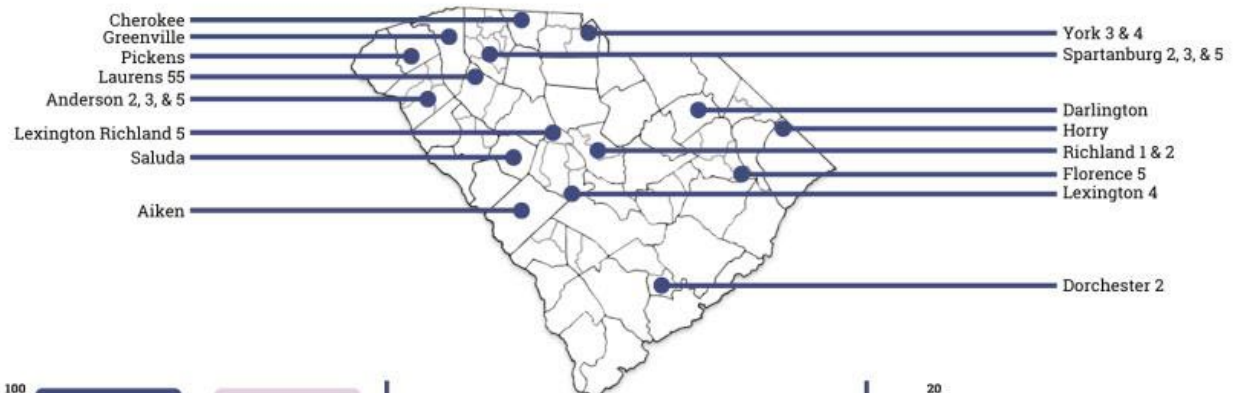 Cherokee
Greenville
Pickens
Laurens 55
Anderson 2, 3, & 5
Lexington Richland 5
Saluda
Aiken
York 3 & 4
Spartanburg 2, 3, & 5
Darlington
Horry
Richland 1 & 2
Florence 5
Lexington 4
Dorchester 2
100
20